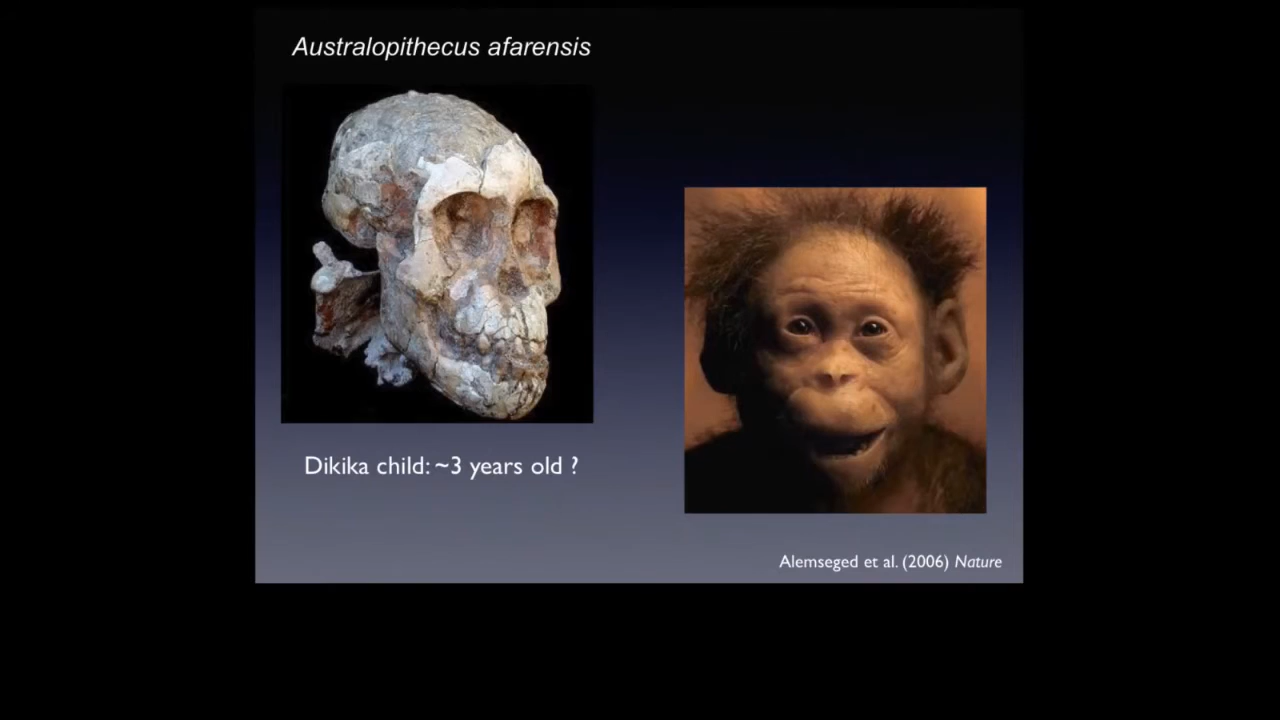 Australopithecus afarensis
Dikika child: ~3 years old ?
Alemseged et al. (2006) Nature